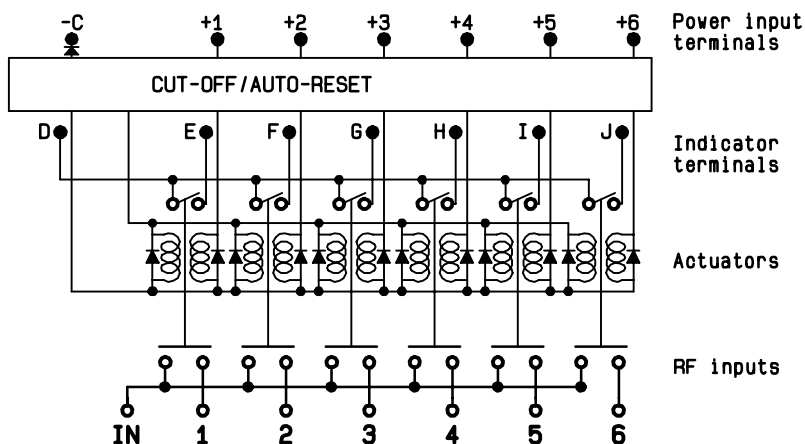 -C +1 +2 +3 +4 +5 +6 Power input
terminals
CUT-OFF/AUTO-RESET
D E F G H I J Indicator
terminals
Actuators
RF inputs
IN 1 2 3 4 5 6